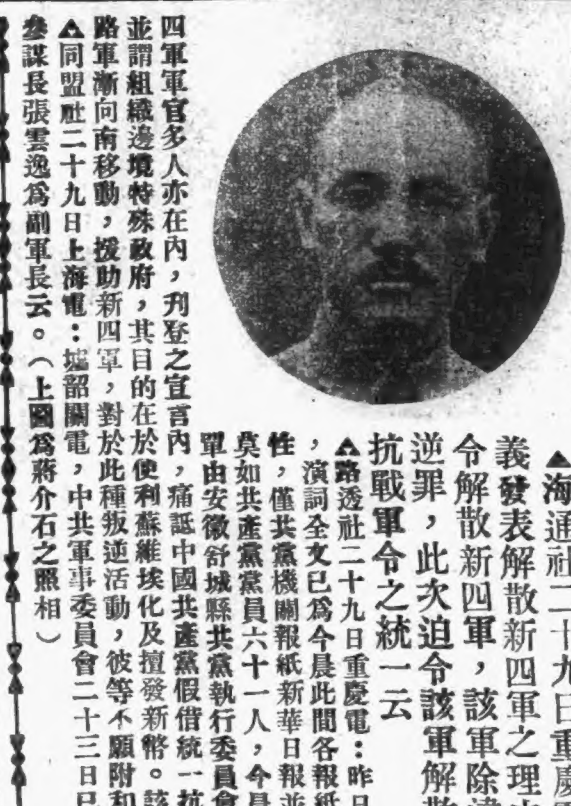 ▲海通社二十九日重慶
義發表解散新四軍之理
令解散新四軍，該軍除
逆罪，此次迫令該軍解
抗戰軍令之統一云
▲路透社二十九日重慶電：昨日
，演詞全文已爲今晨此間各報紙
性，僅共黨機關報紙新華日報並
莫如共產黨黨員六十一人，今晨
單由安徽舒城縣共黨執行委員會
四軍軍官多人亦在內，刋登之宣言內，痛詆中國共產黨假借統一抗
並謂組織邊境特殊政府，其目的在於便利蘇維埃化及擅發新幣。該
路軍漸向南移動，援助新四軍，對於此種叛逆活動，彼等不願附和
▲同盟社二十九日上海電：據韶關電，中共軍事委員會二十三日已
參謀長張雲逸爲副軍長云。（上圖爲蔣介石之照相）